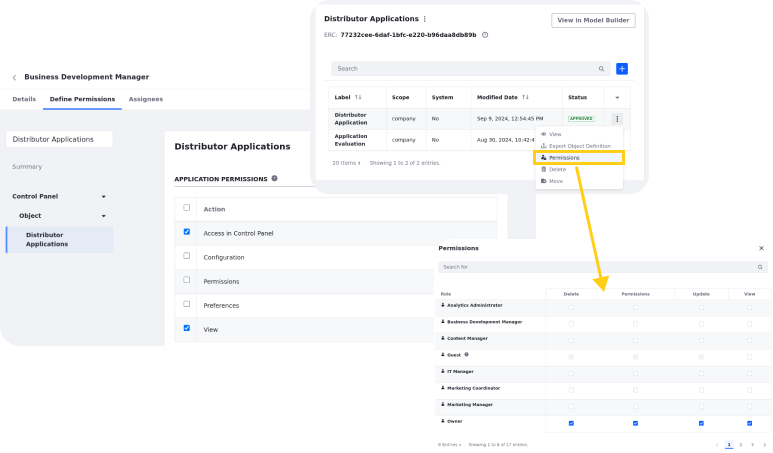 Distributor Applications
View in Model Builder
ERC: 77232cee-6daf-1bfc-e220-b96daa8db89b
Search
Label Scope System Modified Date Status
Distributor Application company No Sep 9, 2024, 12:54:45 PM APPROVED
Application Evaluation company No Aug 30, 2024, 10:42:4
20 Items Showing 1 to 2 of 2 entries.
View
Export Object Definition
Permissions
Delete
Move
Business Development Manager
Details Define Permissions Assignees
Distributor Applications
Summary
Control Panel
Object
Distributor
Applications
Distributor Applications
APPLICATION PERMISSIONS
Action
Access in Control Panel
Configuration
Permissions
Preferences
View
Permissions
Search for
Role Delete Permissions Update View
Analytics Administrator
Business Development Manager
Content Manager
Guest
IT Manager
Marketing Coordinator
Marketing Manager
Owner
8 Entries Showing 1 to 8 of 17 entries.
1 2 3